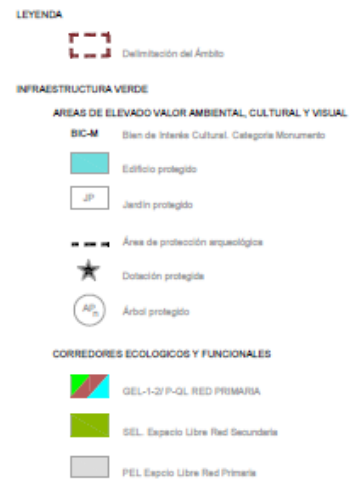 LEYENDA
Delimitación del Ámbito
INFRAESTRUCTURA VERDE
AREAS DE ELEVADO VALOR AMBIENTAL, CULTURAL Y VISUAL
BIC-M Bien de Interés Cultural. Categoria Monumento
Edificio protegido
JP Jardín protegido
Área de protección arqueológica
Dotación protegida
APn Árbol protegido
CORREDORES ECOLOGICOS Y FUNCIONALES
GEL-1-2/ P-QL RED PRIMARIA
SEL. Espacio Libre Red Secundaria
PEL Espcio Libre Red Primaria